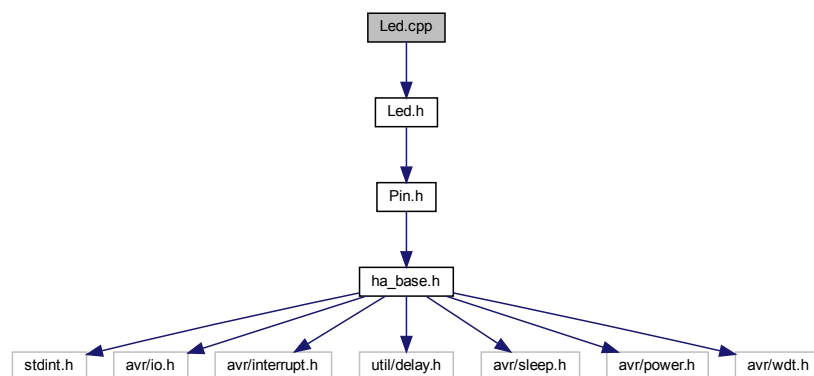 Led.cpp
Led.h
Pin.h
ha_base.h
stdint.h avr/io.h avr/interrupt.h util/delay.h avr/sleep.h avr/power.h avr/wdt.h